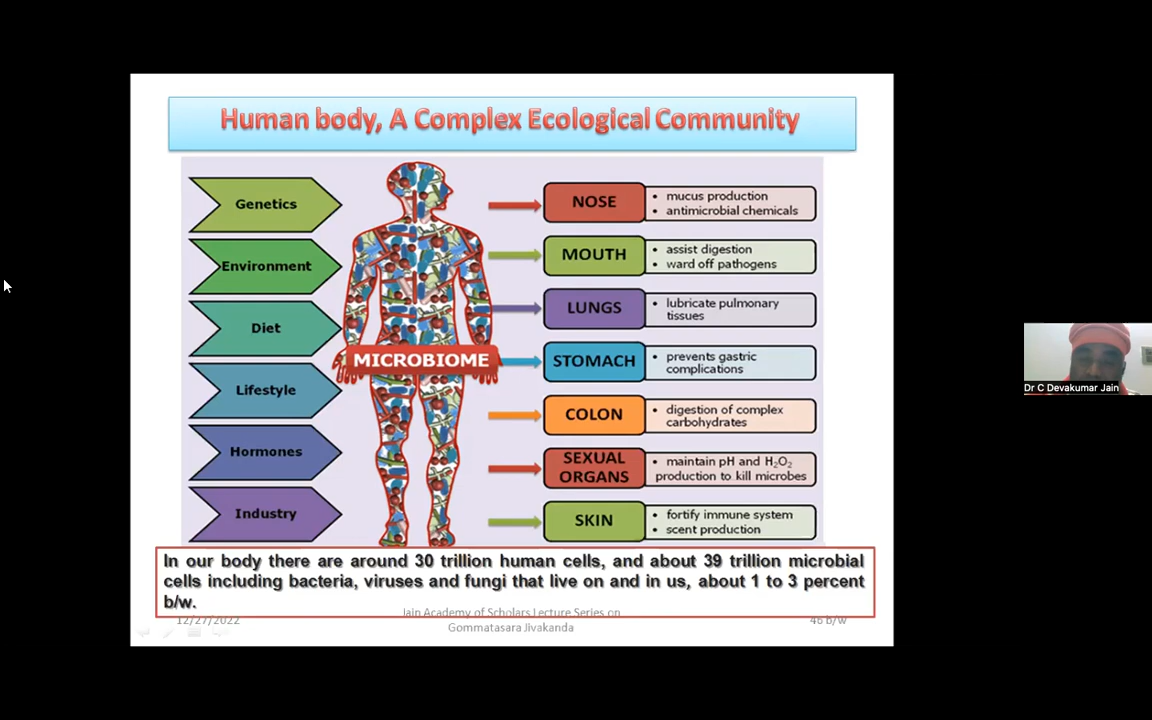 Human body, A Complex Ecological Community
Genetics
Environment
Diet
Lifestyle
Hormones
Industry
MICROBIOME
NOSE
• mucus production
• antimicrobial chemicals
MOUTH
• assist digestion
• ward off pathogens
LUNGS
• lubricate pulmonary
tissues
STOMACH
• prevents gastric
complications
COLON
• digestion of complex
carbohydrates
SEXUAL
ORGANS
• maintain pH and H₂O₂
production to kill microbes
SKIN
• fortify immune system
• scent production
In our body there are around 30 trillion human cells, and about 39 trillion microbial
cells including bacteria, viruses and fungi that live on and in us, about 1 to 3 percent
b/w.
12/27/2022
Jain Academy of Scholars Lecture Series on
Gommatasara Jivakanda
46 b/w
Dr C Devakumar Jain